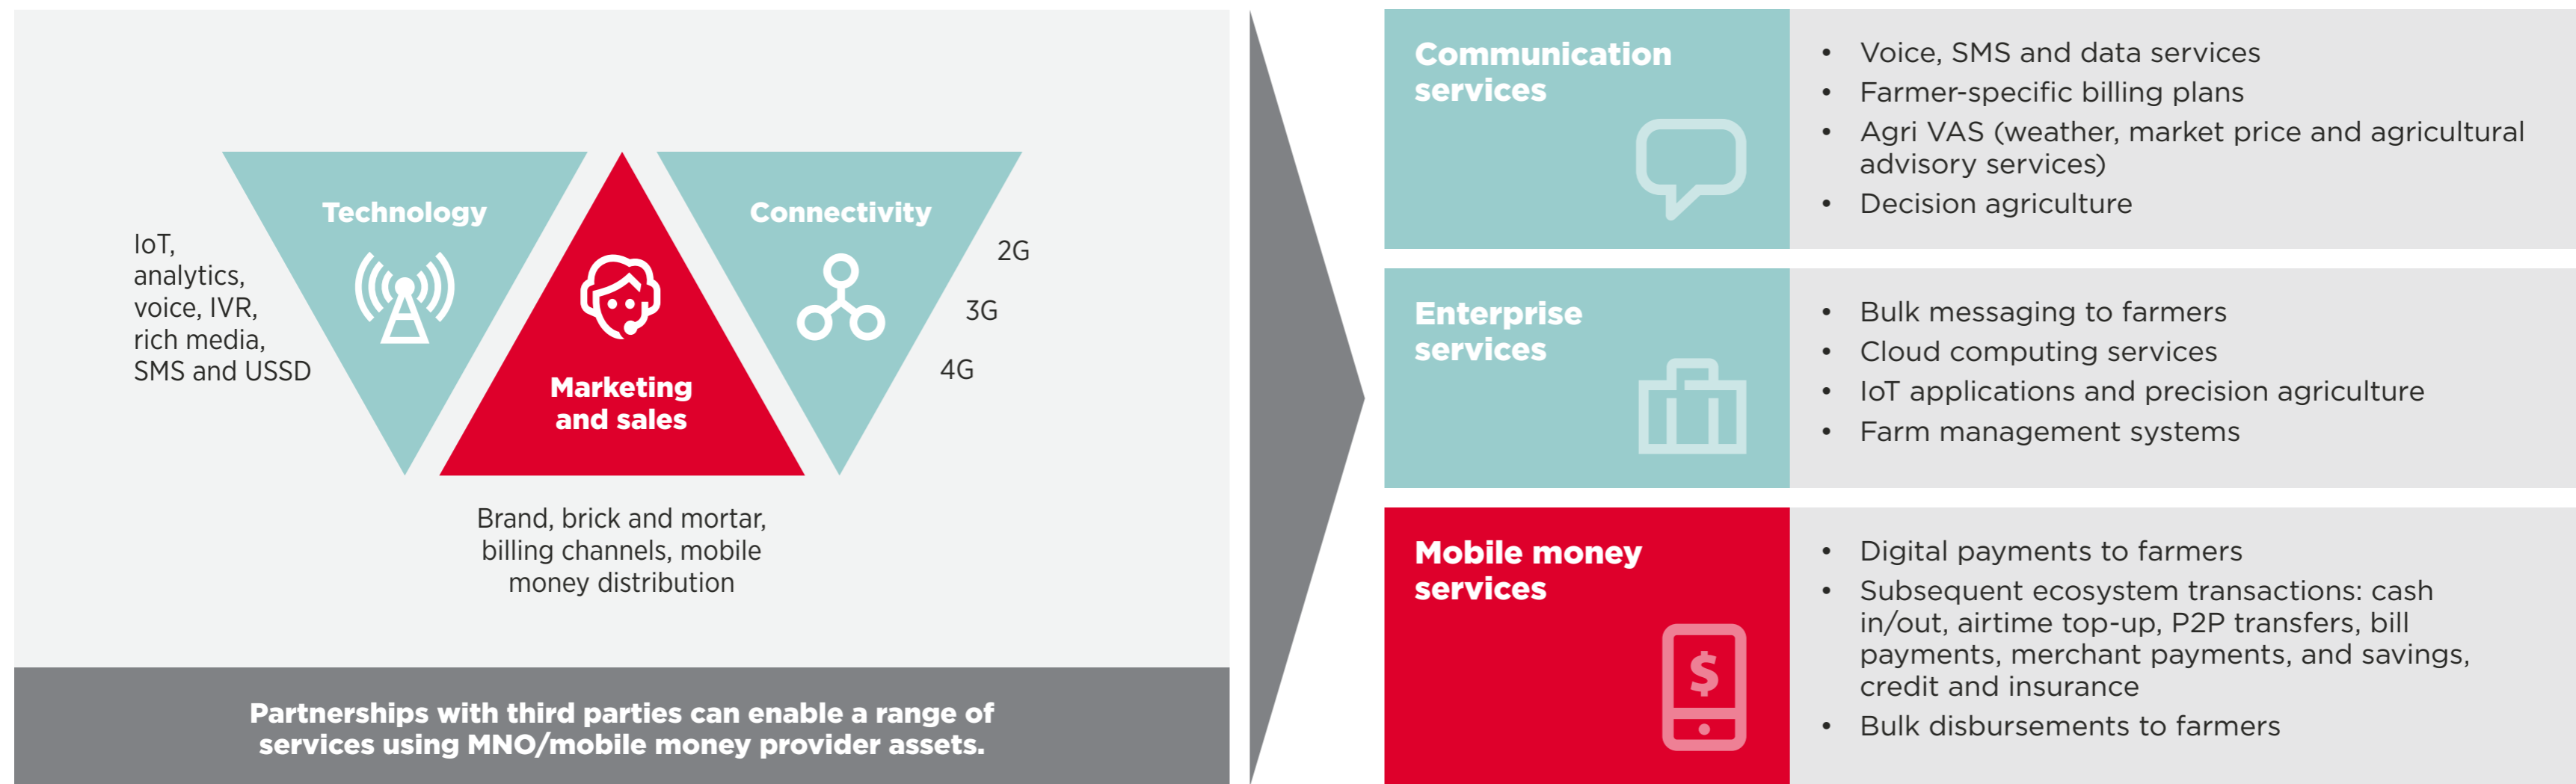 Technology
IoT,
analytics,
voice, IVR,
rich media,
SMS and USSD
Marketing
and sales
Brand, brick and mortar,
billing channels, mobile
money distribution
Connectivity
2G
3G
4G
Partnerships with third parties can enable a range of
services using MNO/mobile money provider assets.
Communication
services
• Voice, SMS and data services
• Farmer-specific billing plans
• Agri VAS (weather, market price and agricultural
advisory services)
• Decision agriculture
Enterprise
services
• Bulk messaging to farmers
• Cloud computing services
• IoT applications and precision agriculture
• Farm management systems
Mobile money
services
$
• Digital payments to farmers
• Subsequent ecosystem transactions: cash
in/out, airtime top-up, P2P transfers, bill
payments, merchant payments, and savings,
credit and insurance
• Bulk disbursements to farmers